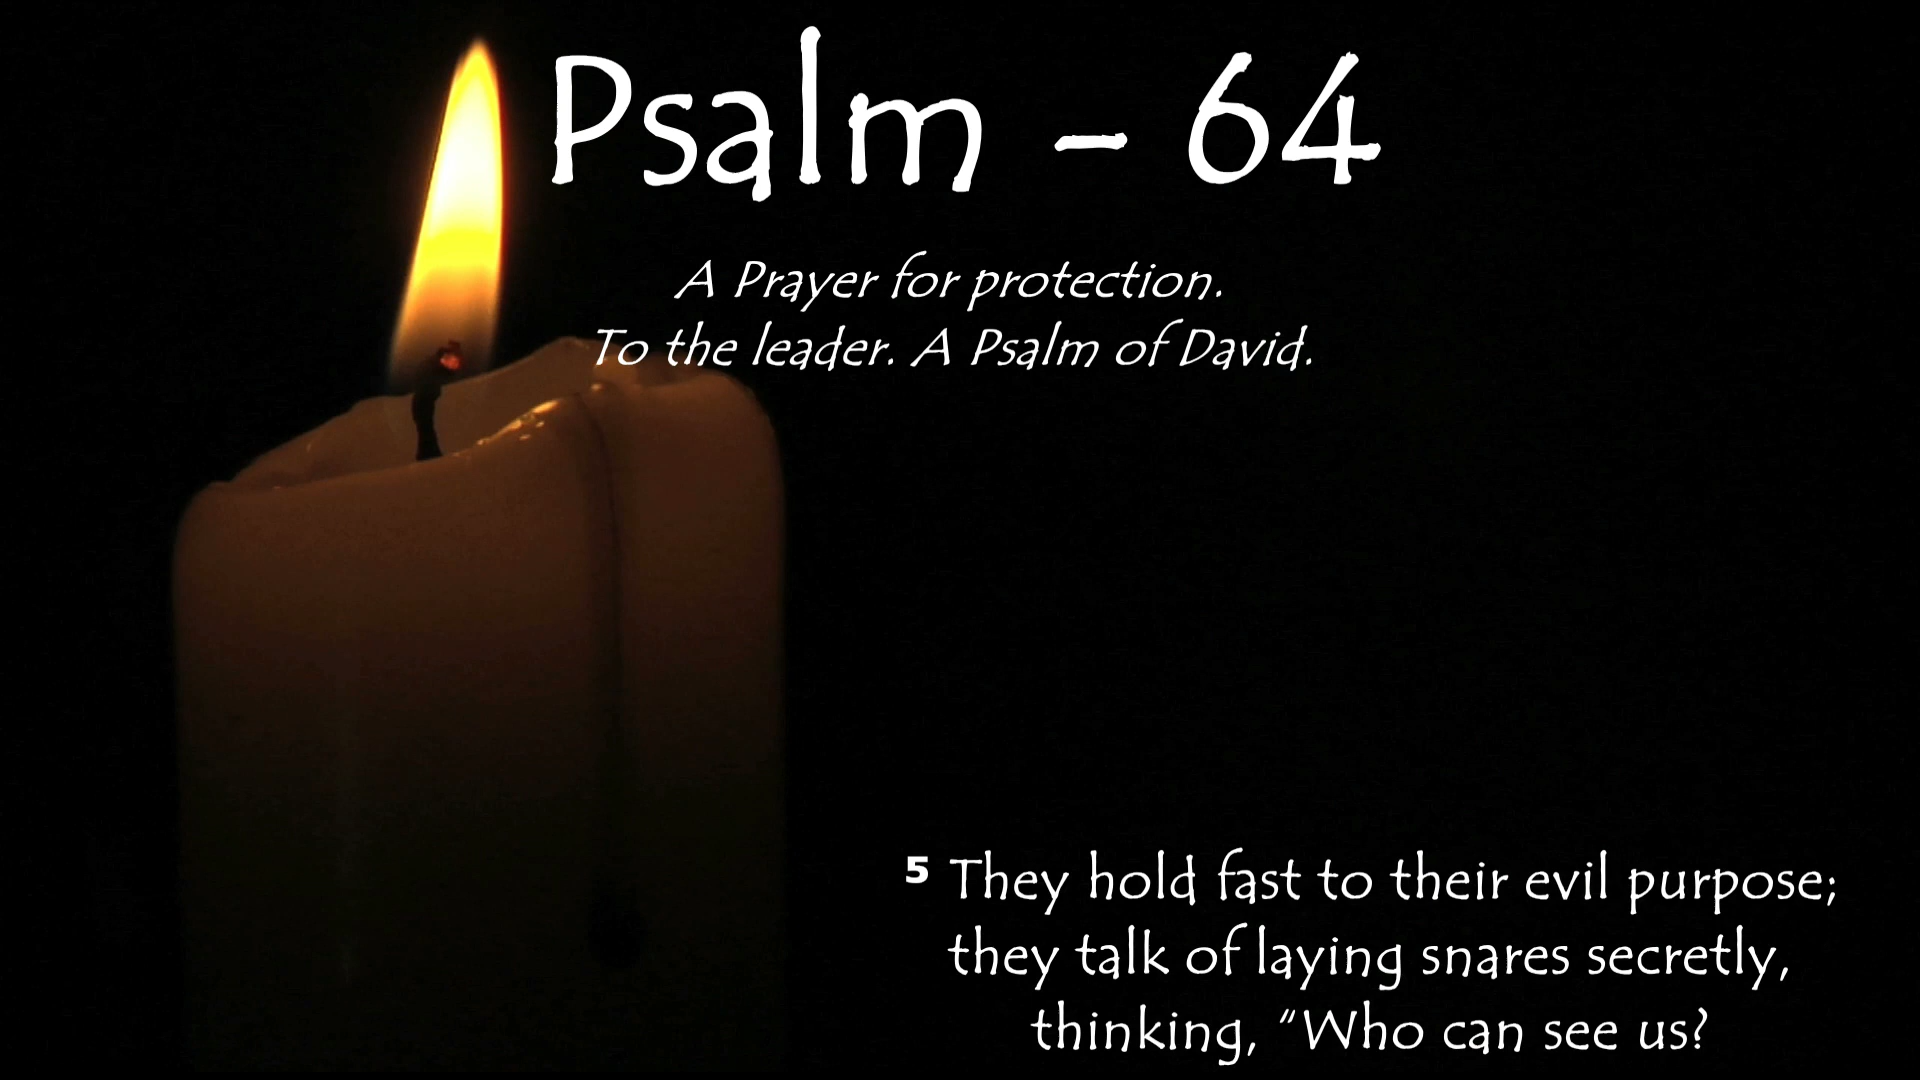 Psalm - 64
A Prayer for protection.
To the leader. A Psalm of David.
5 They hold fast to their evil purpose;
they talk of laying snares secretly,
thinking, “Who can see us?